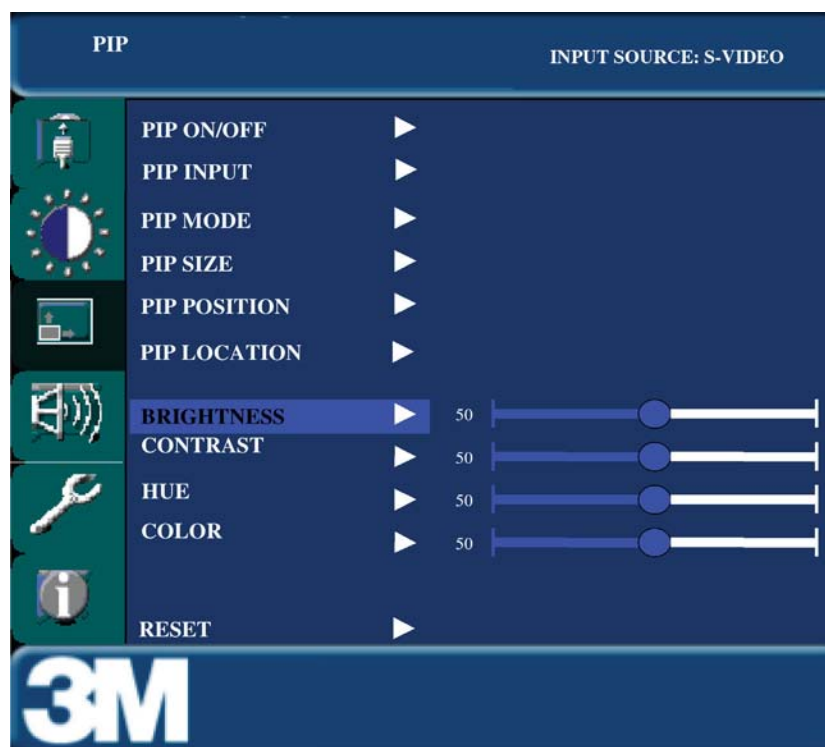 PIP
INPUT SOURCE: S-VIDEO
PIP ON/OFF
PIP INPUT
PIP MODE
PIP SIZE
PIP POSITION
PIP LOCATION
BRIGHTNESS 50
CONTRAST 50
HUE 50
COLOR 50
RESET
3M